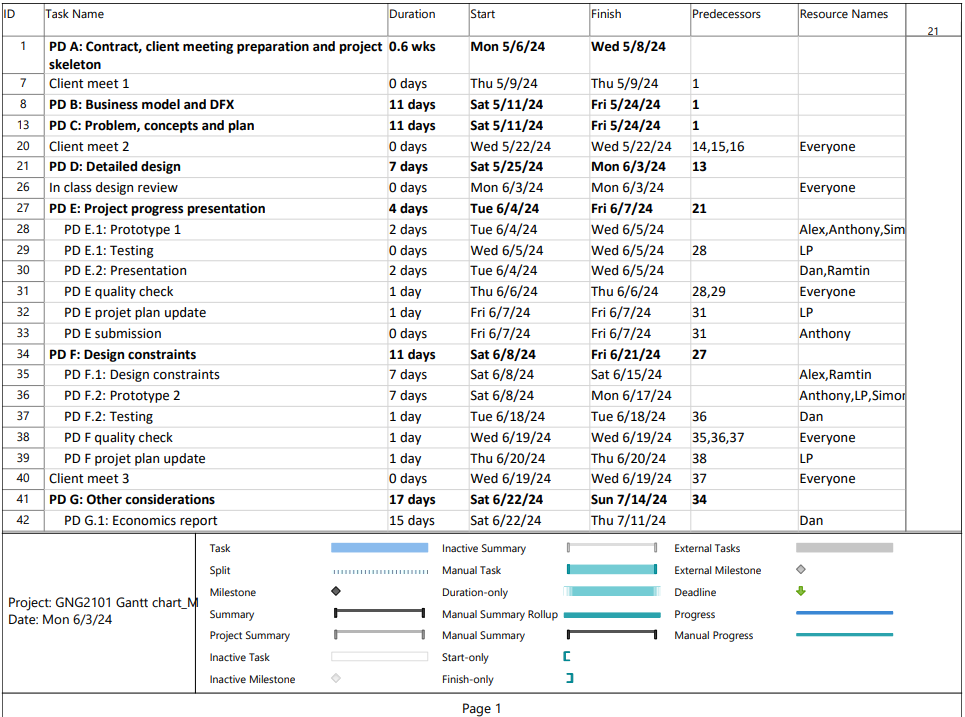 ID Task Name Duration Start Finish Predecessors Resource Names 21
1 PD A: Contract, client meeting preparation and project skeleton 0.6 wks Mon 5/6/24 Wed 5/8/24
7 Client meet 1 0 days Thu 5/9/24 Thu 5/9/24 1
8 PD B: Business model and DFX 11 days Sat 5/11/24 Fri 5/24/24 1
13 PD C: Problem, concepts and plan 11 days Sat 5/11/24 Fri 5/24/24 1
20 Client meet 2 0 days Wed 5/22/24 Wed 5/22/24 14,15,16 Everyone
21 PD D: Detailed design 7 days Sat 5/25/24 Mon 6/3/24 13
26 In class design review 0 days Mon 6/3/24 Mon 6/3/24 Everyone
27 PD E: Project progress presentation 4 days Tue 6/4/24 Fri 6/7/24 21
28 PD E.1: Prototype 1 2 days Tue 6/4/24 Wed 6/5/24 Alex,Anthony,Sim
29 PD E.1: Testing 0 days Wed 6/5/24 Wed 6/5/24 28 LP
30 PD E.2: Presentation 2 days Tue 6/4/24 Wed 6/5/24 Dan,Ramtin
31 PD E quality check 1 day Thu 6/6/24 Thu 6/6/24 28,29 Everyone
32 PD E projet plan update 1 day Fri 6/7/24 Fri 6/7/24 31 LP
33 PD E submission 0 days Fri 6/7/24 Fri 6/7/24 31 Anthony
34 PD F: Design constraints 11 days Sat 6/8/24 Fri 6/21/24 27
35 PD F.1: Design constraints 7 days Sat 6/8/24 Sat 6/15/24 Alex,Ramtin
36 PD F.2: Prototype 2 7 days Sat 6/8/24 Mon 6/17/24 Anthony,LP,Simon
37 PD F.2: Testing 1 day Tue 6/18/24 Tue 6/18/24 36 Dan
38 PD F quality check 1 day Wed 6/19/24 Wed 6/19/24 35,36,37 Everyone
39 PD F projet plan update 1 day Thu 6/20/24 Thu 6/20/24 38 LP
40 Client meet 3 0 days Wed 6/19/24 Wed 6/19/24 37 Everyone
41 PD G: Other considerations 17 days Sat 6/22/24 Sun 7/14/24 34
42 PD G.1: Economics report 15 days Sat 6/22/24 Thu 7/11/24 Dan
Project: GNG2101 Gantt chart_M
Date: Mon 6/3/24
Task Inactive Summary External Tasks
Split Manual Task External Milestone
Milestone Duration-only Deadline
Summary Manual Summary Rollup Progress
Project Summary Manual Summary Manual Progress
Inactive Task Start-only
Inactive Milestone Finish-only
Page 1